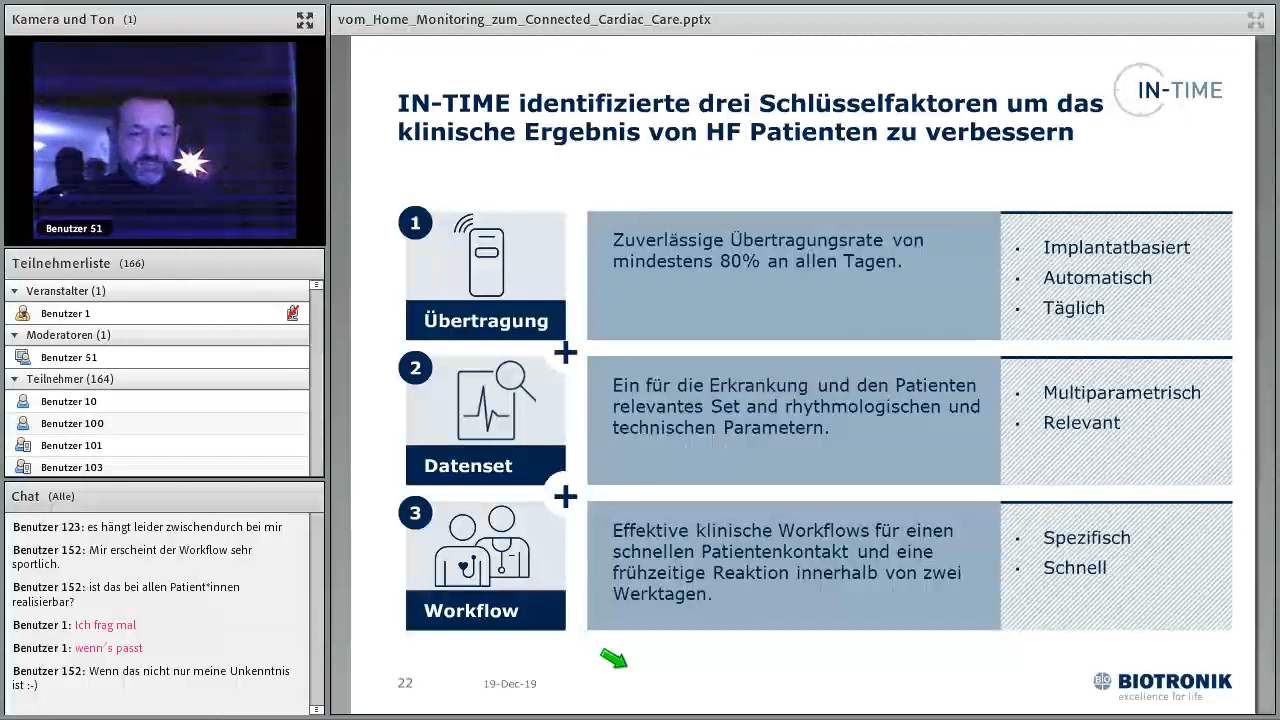 Kamera und Ton (1)
Benutzer 51
Teilnehmerliste (166)
Veranstalter (1)
Benutzer 1
Moderatoren (1)
Benutzer 51
Teilnehmer (164)
Benutzer 10
Benutzer 100
Benutzer 101
Benutzer 103
Chat (Alle)
Benutzer 123: es hängt leider zwischendurch bei mir
Benutzer 152: Mir erscheint der Workflow sehr
sportlich.
Benutzer 152: ist das bei allen Patient*innen
realisierbar?
Benutzer 1: Ich frag mal
Benutzer 1: wenn´s passt
Benutzer 152: Wenn das nicht nur meine Unkenntnis
ist :-)
vom_Home_Monitoring_zum_Connected_Cardiac_Care.pptx
IN-TIME identifizierte drei Schlüsselfaktoren um das
klinische Ergebnis von HF Patienten zu verbessern
IN-TIME
1
Übertragung
Zuverlässige Übertragungsrate von
mindestens 80% an allen Tagen.
• Implantatbasiert
• Automatisch
• Täglich
+
2
Datenset
Ein für die Erkrankung und den Patienten
relevantes Set and rhythmologischen und
technischen Parametern.
• Multiparametrisch
• Relevant
+
3
Workflow
Effektive klinische Workflows für einen
schnellen Patientenkontakt und eine
frühzeitige Reaktion innerhalb von zwei
Werktagen.
• Spezifisch
• Schnell
22
19-Dec-19
BIO BIOTRONIK
excellence for life